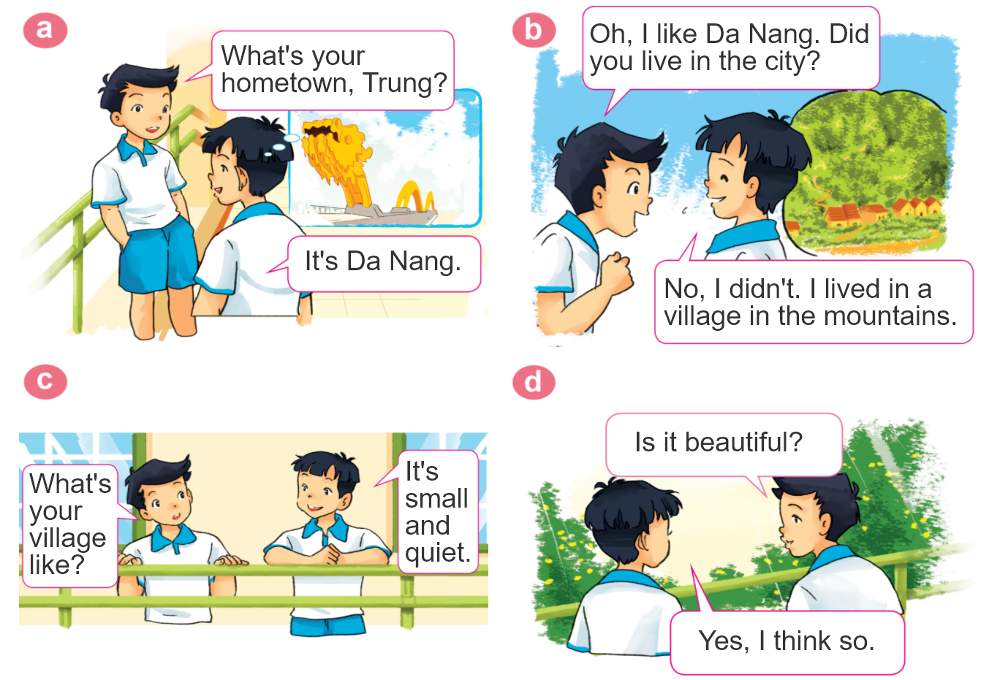 a
What's your
hometown, Trung?
It's Da Nang.
b
Oh, I like Da Nang. Did
you live in the city?
No, I didn't. I lived in a
village in the mountains.
c
What's
your
village
like?
It's
small
and
quiet.
d
Is it beautiful?
Yes, I think so.